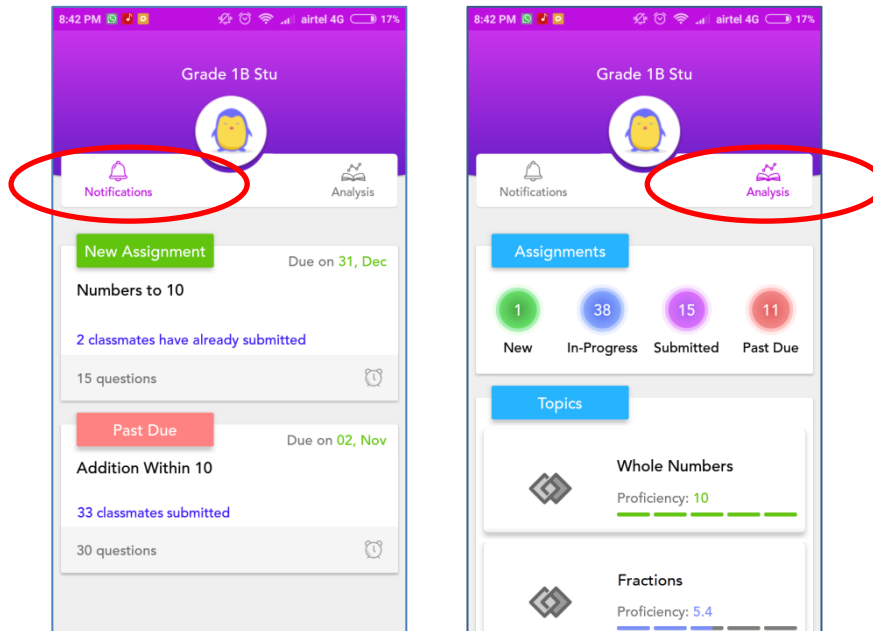 8:42 PM airtel 4G 17%
Grade 1B Stu
Notifications
Analysis
New Assignment
Due on 31, Dec
Numbers to 10
2 classmates have already submitted
15 questions
Past Due
Due on 02, Nov
Addition Within 10
33 classmates submitted
30 questions
8:42 PM airtel 4G 17%
Grade 1B Stu
Notifications
Analysis
Assignments
1 38 15 11
New In-Progress Submitted Past Due
Topics
Whole Numbers
Proficiency: 10
Fractions
Proficiency: 5.4